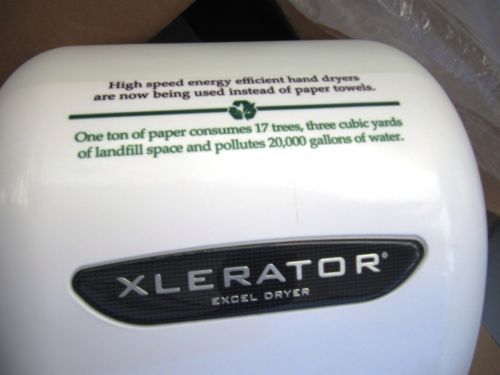 High speed energy efficient hand dryers
are now being used instead of paper towels.
One ton of paper consumes 17 trees, three cubic yards
of landfill space and pollutes 20,000 gallons of water.
XLERATOR®
EXCEL DRYER